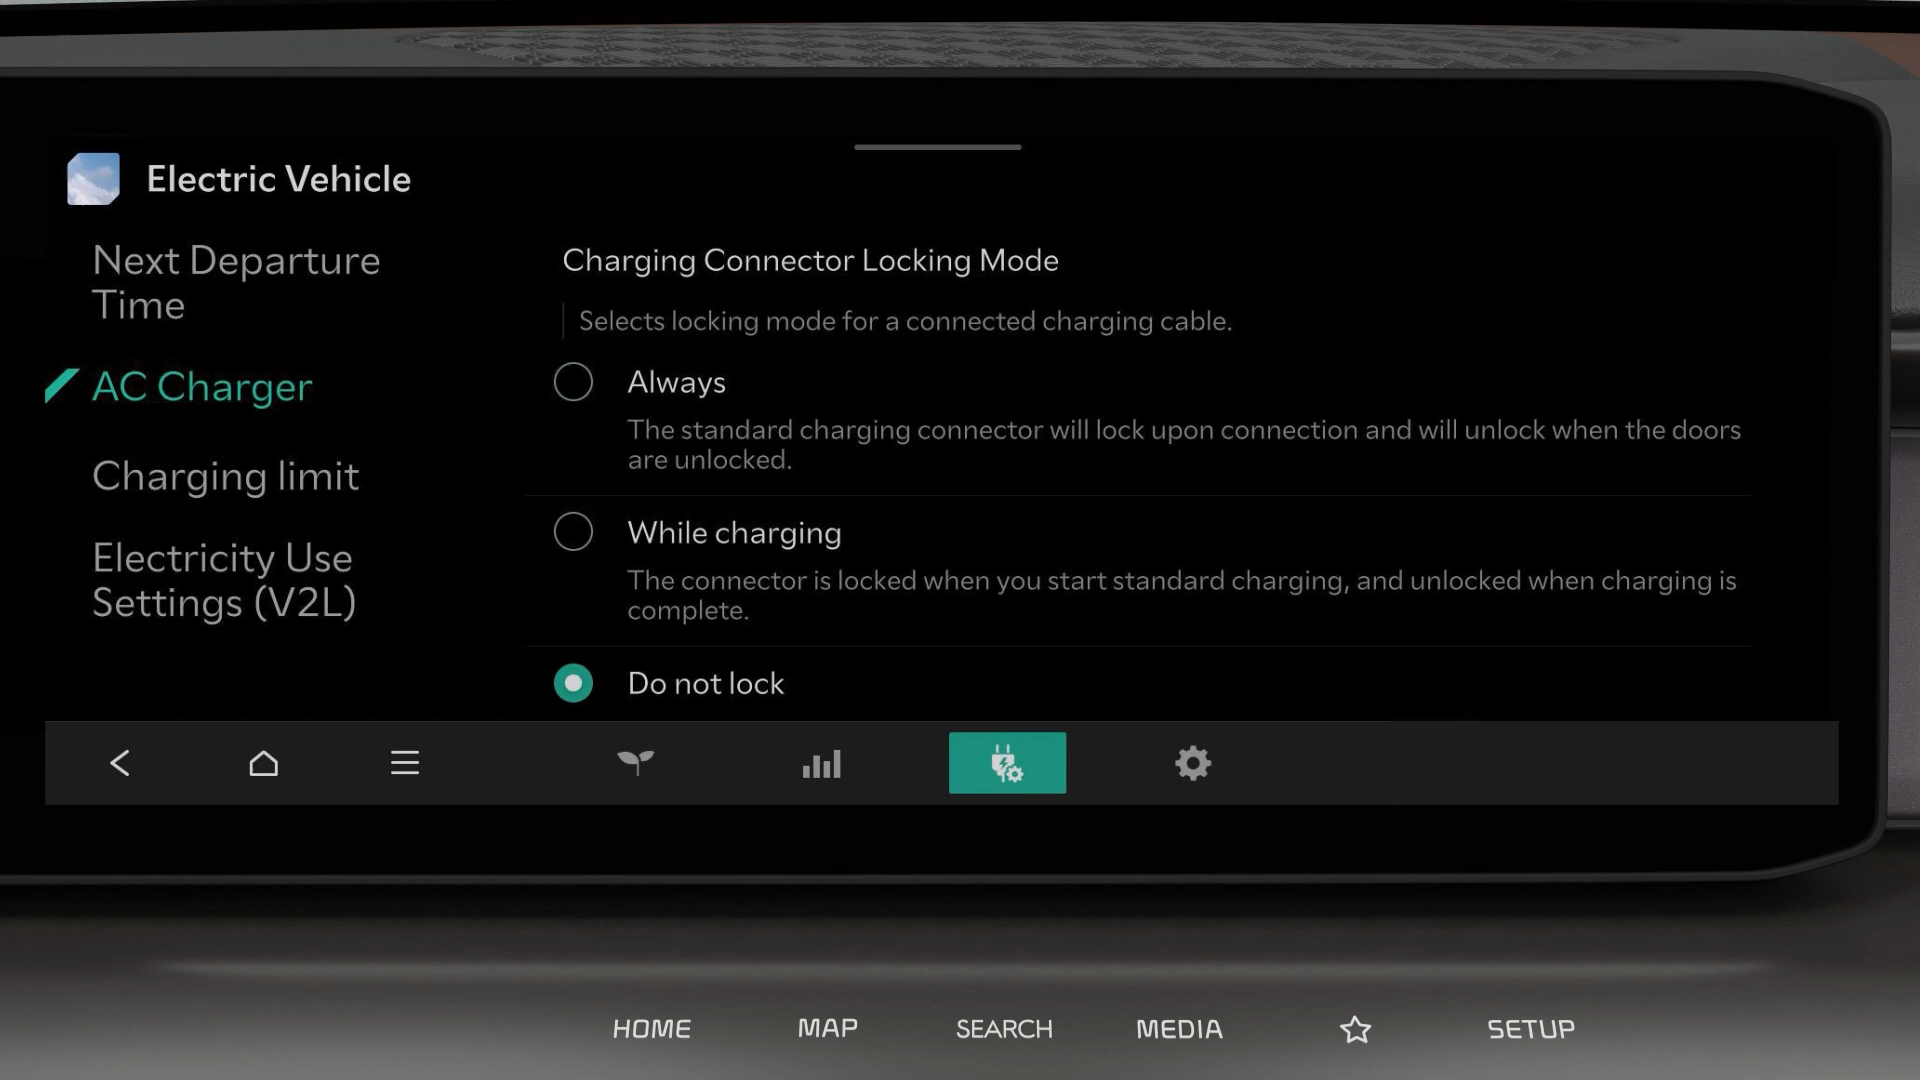 Electric Vehicle
Next Departure
Time
AC Charger
Charging limit
Electricity Use
Settings (V2L)
Charging Connector Locking Mode
Selects locking mode for a connected charging cable.
Always
The standard charging connector will lock upon connection and will unlock when the doors
are unlocked.
While charging
The connector is locked when you start standard charging, and unlocked when charging is
complete.
Do not lock
HOME
MAP
SEARCH
MEDIA
SETUP